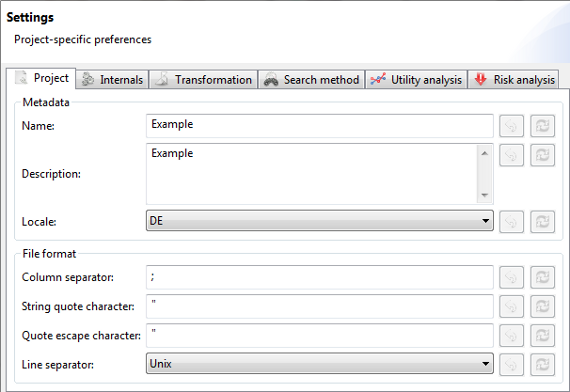 Settings
Project-specific preferences
Project Internals Transformation Search method Utility analysis Risk analysis
Metadata
Name: Example
Description: Example
Locale: DE
File format
Column separator: ;
String quote character: "
Quote escape character: "
Line separator: Unix